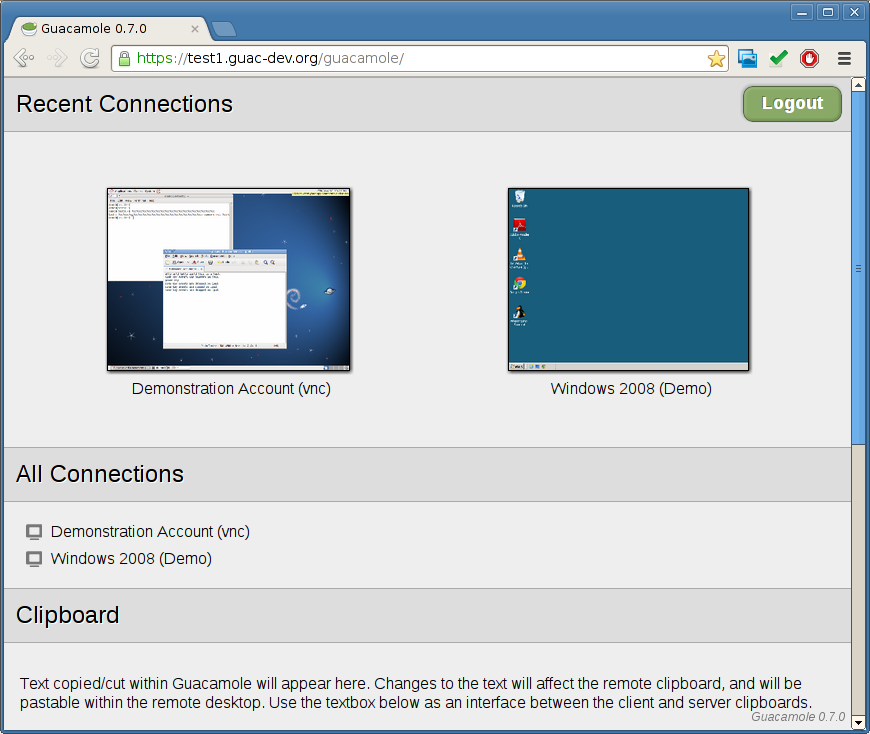 Guacamole 0.7.0
https://test1.guac-dev.org/guacamole/
Recent Connections
Logout
Demonstration Account (vnc)
Windows 2008 (Demo)
All Connections
Demonstration Account (vnc)
Windows 2008 (Demo)
Clipboard
Text copied/cut within Guacamole will appear here. Changes to the text will affect the remote clipboard, and will be
pastable within the remote desktop. Use the textbox below as an interface between the client and server clipboards.
Guacamole 0.7.0